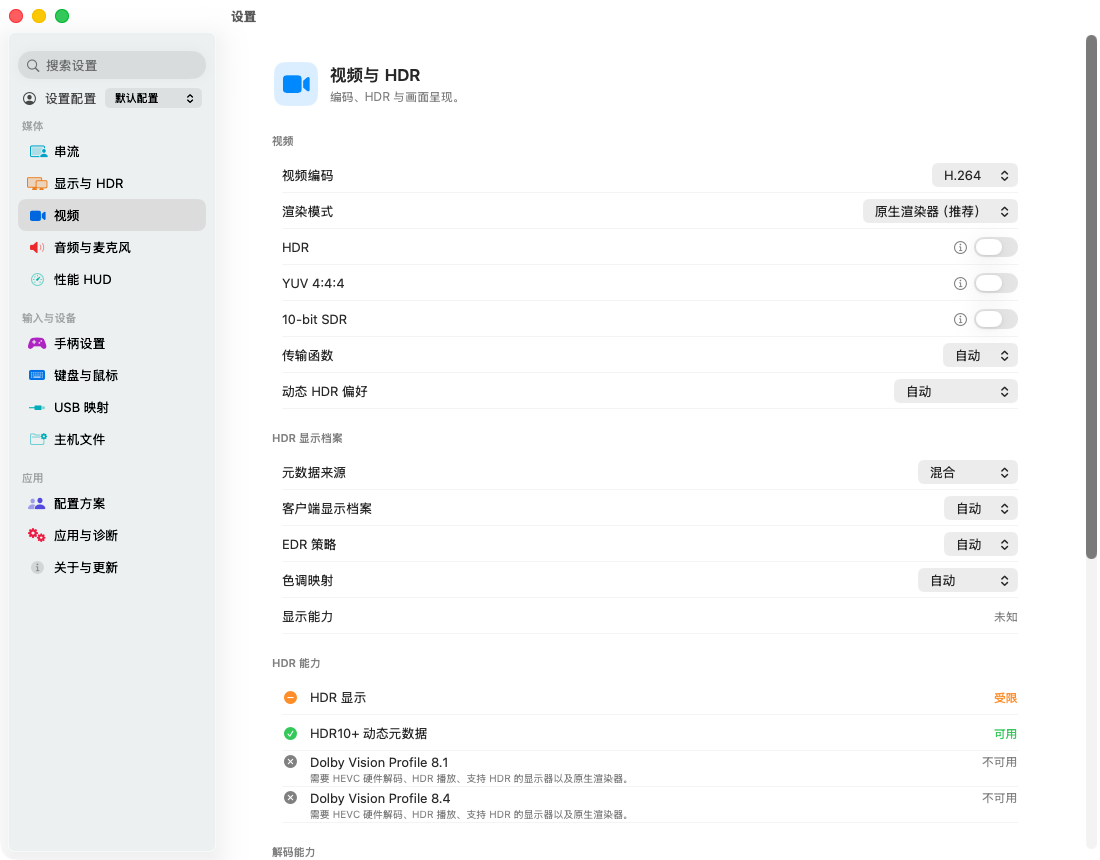 设置
搜索设置
设置配置 默认配置
媒体
串流
显示与 HDR
视频
音频与麦克风
性能 HUD
输入与设备
手柄设置
键盘与鼠标
USB 映射
主机文件
应用
配置方案
应用与诊断
关于与更新
视频与 HDR
编码、HDR 与画面呈现。
视频
视频编码 H.264
渲染模式 原生渲染器 (推荐)
HDR
YUV 4:4:4
10-bit SDR
传输函数 自动
动态 HDR 偏好 自动
HDR 显示档案
元数据来源 混合
客户端显示档案 自动
EDR 策略 自动
色调映射 自动
显示能力 未知
HDR 能力
HDR 显示 受限
HDR10+ 动态元数据 可用
Dolby Vision Profile 8.1 不可用
需要 HEVC 硬件解码、HDR 播放、支持 HDR 的显示器以及原生渲染器。
Dolby Vision Profile 8.4 不可用
需要 HEVC 硬件解码、HDR 播放、支持 HDR 的显示器以及原生渲染器。
解码能力